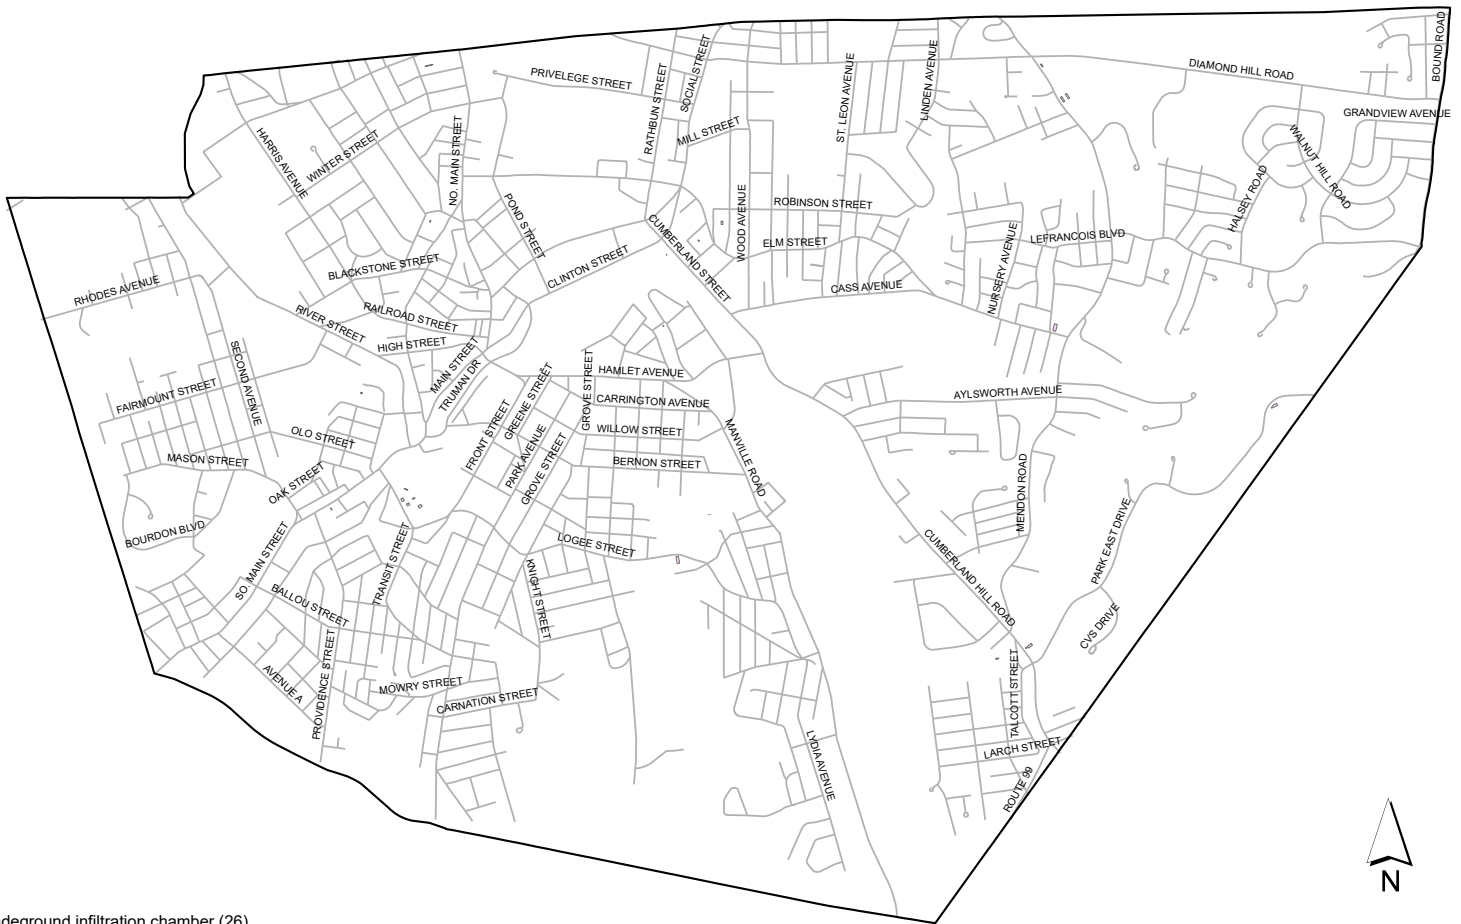 BOUND ROAD
DIAMOND HILL ROAD
PRIVELEGE STREET
SOCIAL STREET
RATHBUN STREET
ST. LEON AVENUE
LINDEN AVENUE
GRANDVIEW AVENUE
MILL STREET
HARRIS AVENUE
WINTER STREET
NO. MAIN STREET
WALNUT HILL ROAD
HALSEY ROAD
POND STREET
WOOD AVENUE
ROBINSON STREET
CUMBERLAND STREET
ELM STREET
LEFRANCOIS BLVD
NURSERY AVENUE
CLINTON STREET
BLACKSTONE STREET
CASS AVENUE
RHODES AVENUE
RIVER STREET
RAILROAD STREET
HIGH STREET
MAIN STREET
TRUMAN DR
SECOND AVENUE
FAIRMOUNT STREET
GREENE STREET
GROVE STREET
HAMLET AVENUE
CARRINGTON AVENUE
AYLSWORTH AVENUE
FRONT STREET
PARK AVENUE
GROVE STREET
WILLOW STREET
MANVILLE ROAD
OLO STREET
MASON STREET
BERNON STREET
OAK STREET
MENDON ROAD
BOURDON BLVD
SO. MAIN STREET
TRANSIT STREET
LOGEE STREET
KNIGHT STREET
CUMBERLAND HILL ROAD
PARK EAST DRIVE
CVS DRIVE
BALLOU STREET
PROVIDENCE STREET
AVENUE A
MOWRY STREET
CARNATION STREET
TALCOTT STREET
LYDIA AVENUE
LARCH STREET
ROUTE 99
N
deground infiltration chamber (26)